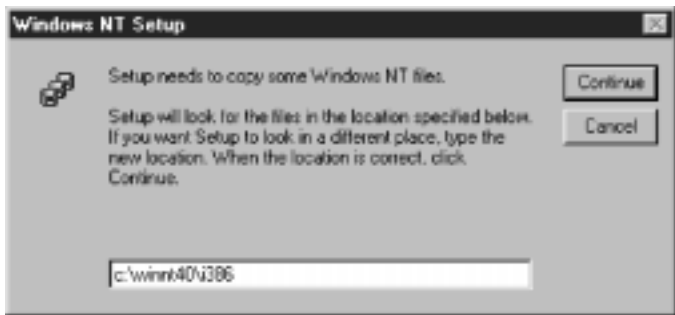 Windows NT Setup
Setup needs to copy some Windows NT files.
Continue
Setup will look for the files in the location specified below.
Cancel
If you want Setup to look in a different place, type the
new location. When the location is correct, click
Continue.
c:\winnt40\i386